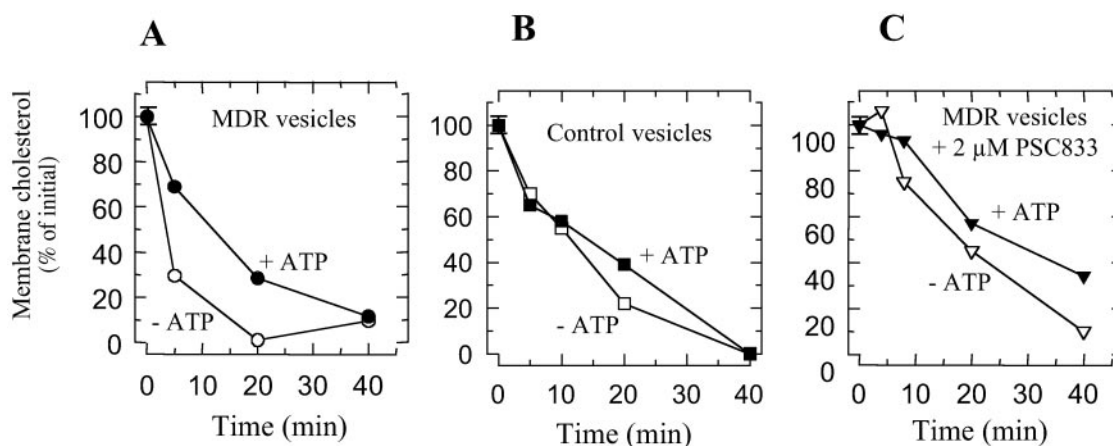 A
B
C
Membrane cholesterol
(% of initial)
100
80
60
40
20
0
MDR vesicles
+ ATP
- ATP
0 10 20 30 40
Time (min)
100
80
60
40
20
0
Control vesicles
+ ATP
- ATP
0 10 20 30 40
Time (min)
100
80
60
40
20
0
MDR vesicles
+ 2 µM PSC833
+ ATP
- ATP
0 10 20 30 40
Time (min)